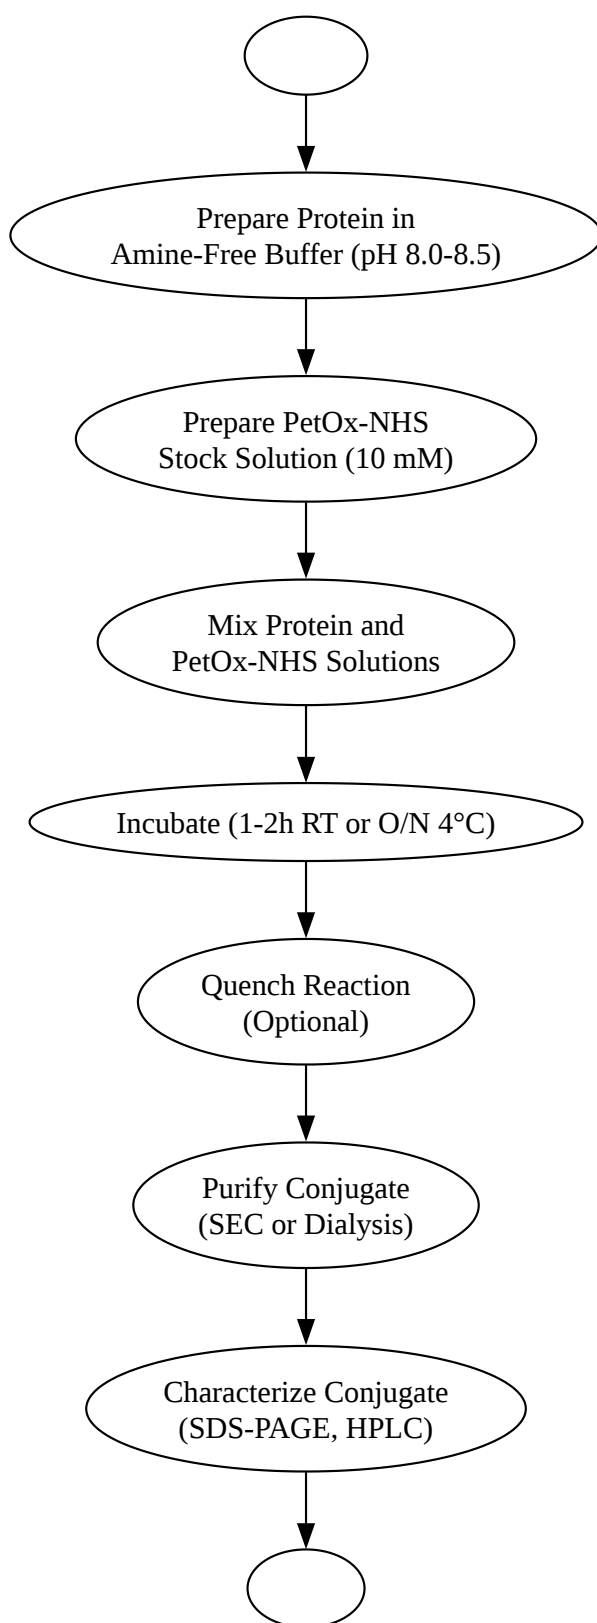 Prepare Protein in
Amine-Free Buffer (pH 8.0-8.5)
Prepare PetOx-NHS
Stock Solution (10 mM)
Mix Protein and
PetOx-NHS Solutions
Incubate (1-2h RT or O/N 4°C)
Quench Reaction
(Optional)
Purify Conjugate
(SEC or Dialysis)
Characterize Conjugate
(SDS-PAGE, HPLC)